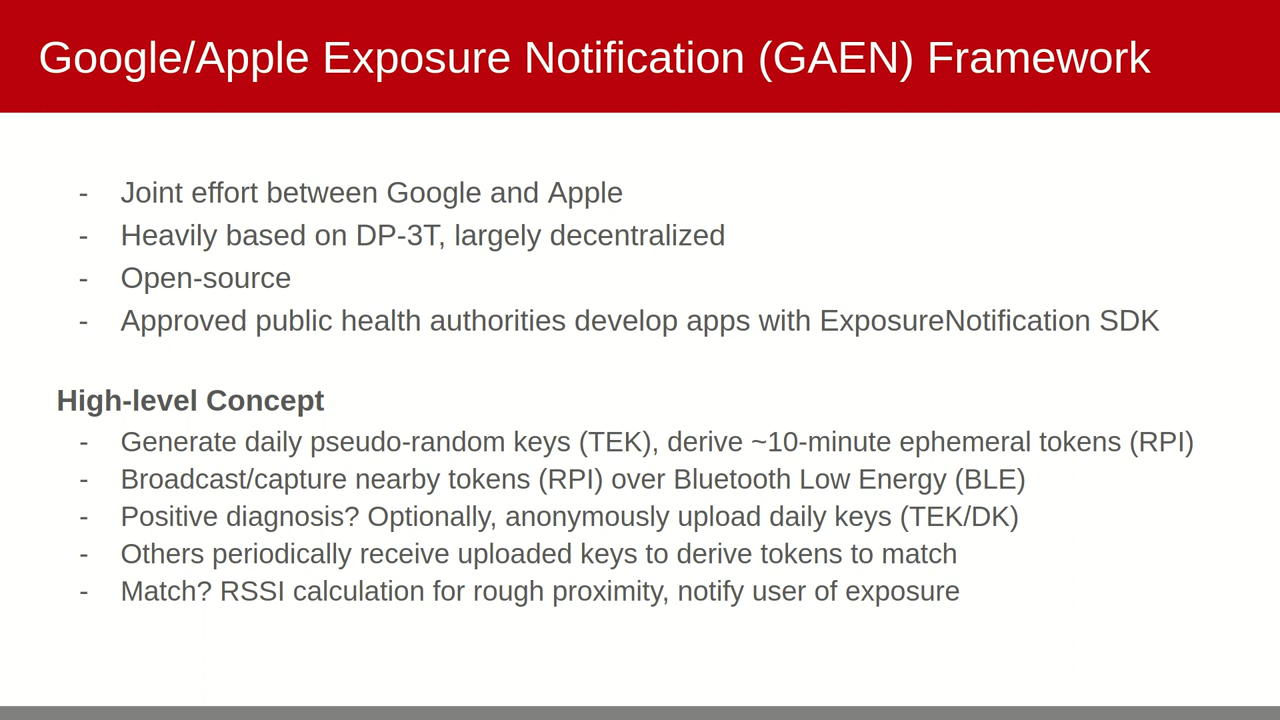 Google/Apple Exposure Notification (GAEN) Framework
- Joint effort between Google and Apple
- Heavily based on DP-3T, largely decentralized
- Open-source
- Approved public health authorities develop apps with ExposureNotification SDK
High-level Concept
- Generate daily pseudo-random keys (TEK), derive ~10-minute ephemeral tokens (RPI)
- Broadcast/capture nearby tokens (RPI) over Bluetooth Low Energy (BLE)
- Positive diagnosis? Optionally, anonymously upload daily keys (TEK/DK)
- Others periodically receive uploaded keys to derive tokens to match
- Match? RSSI calculation for rough proximity, notify user of exposure